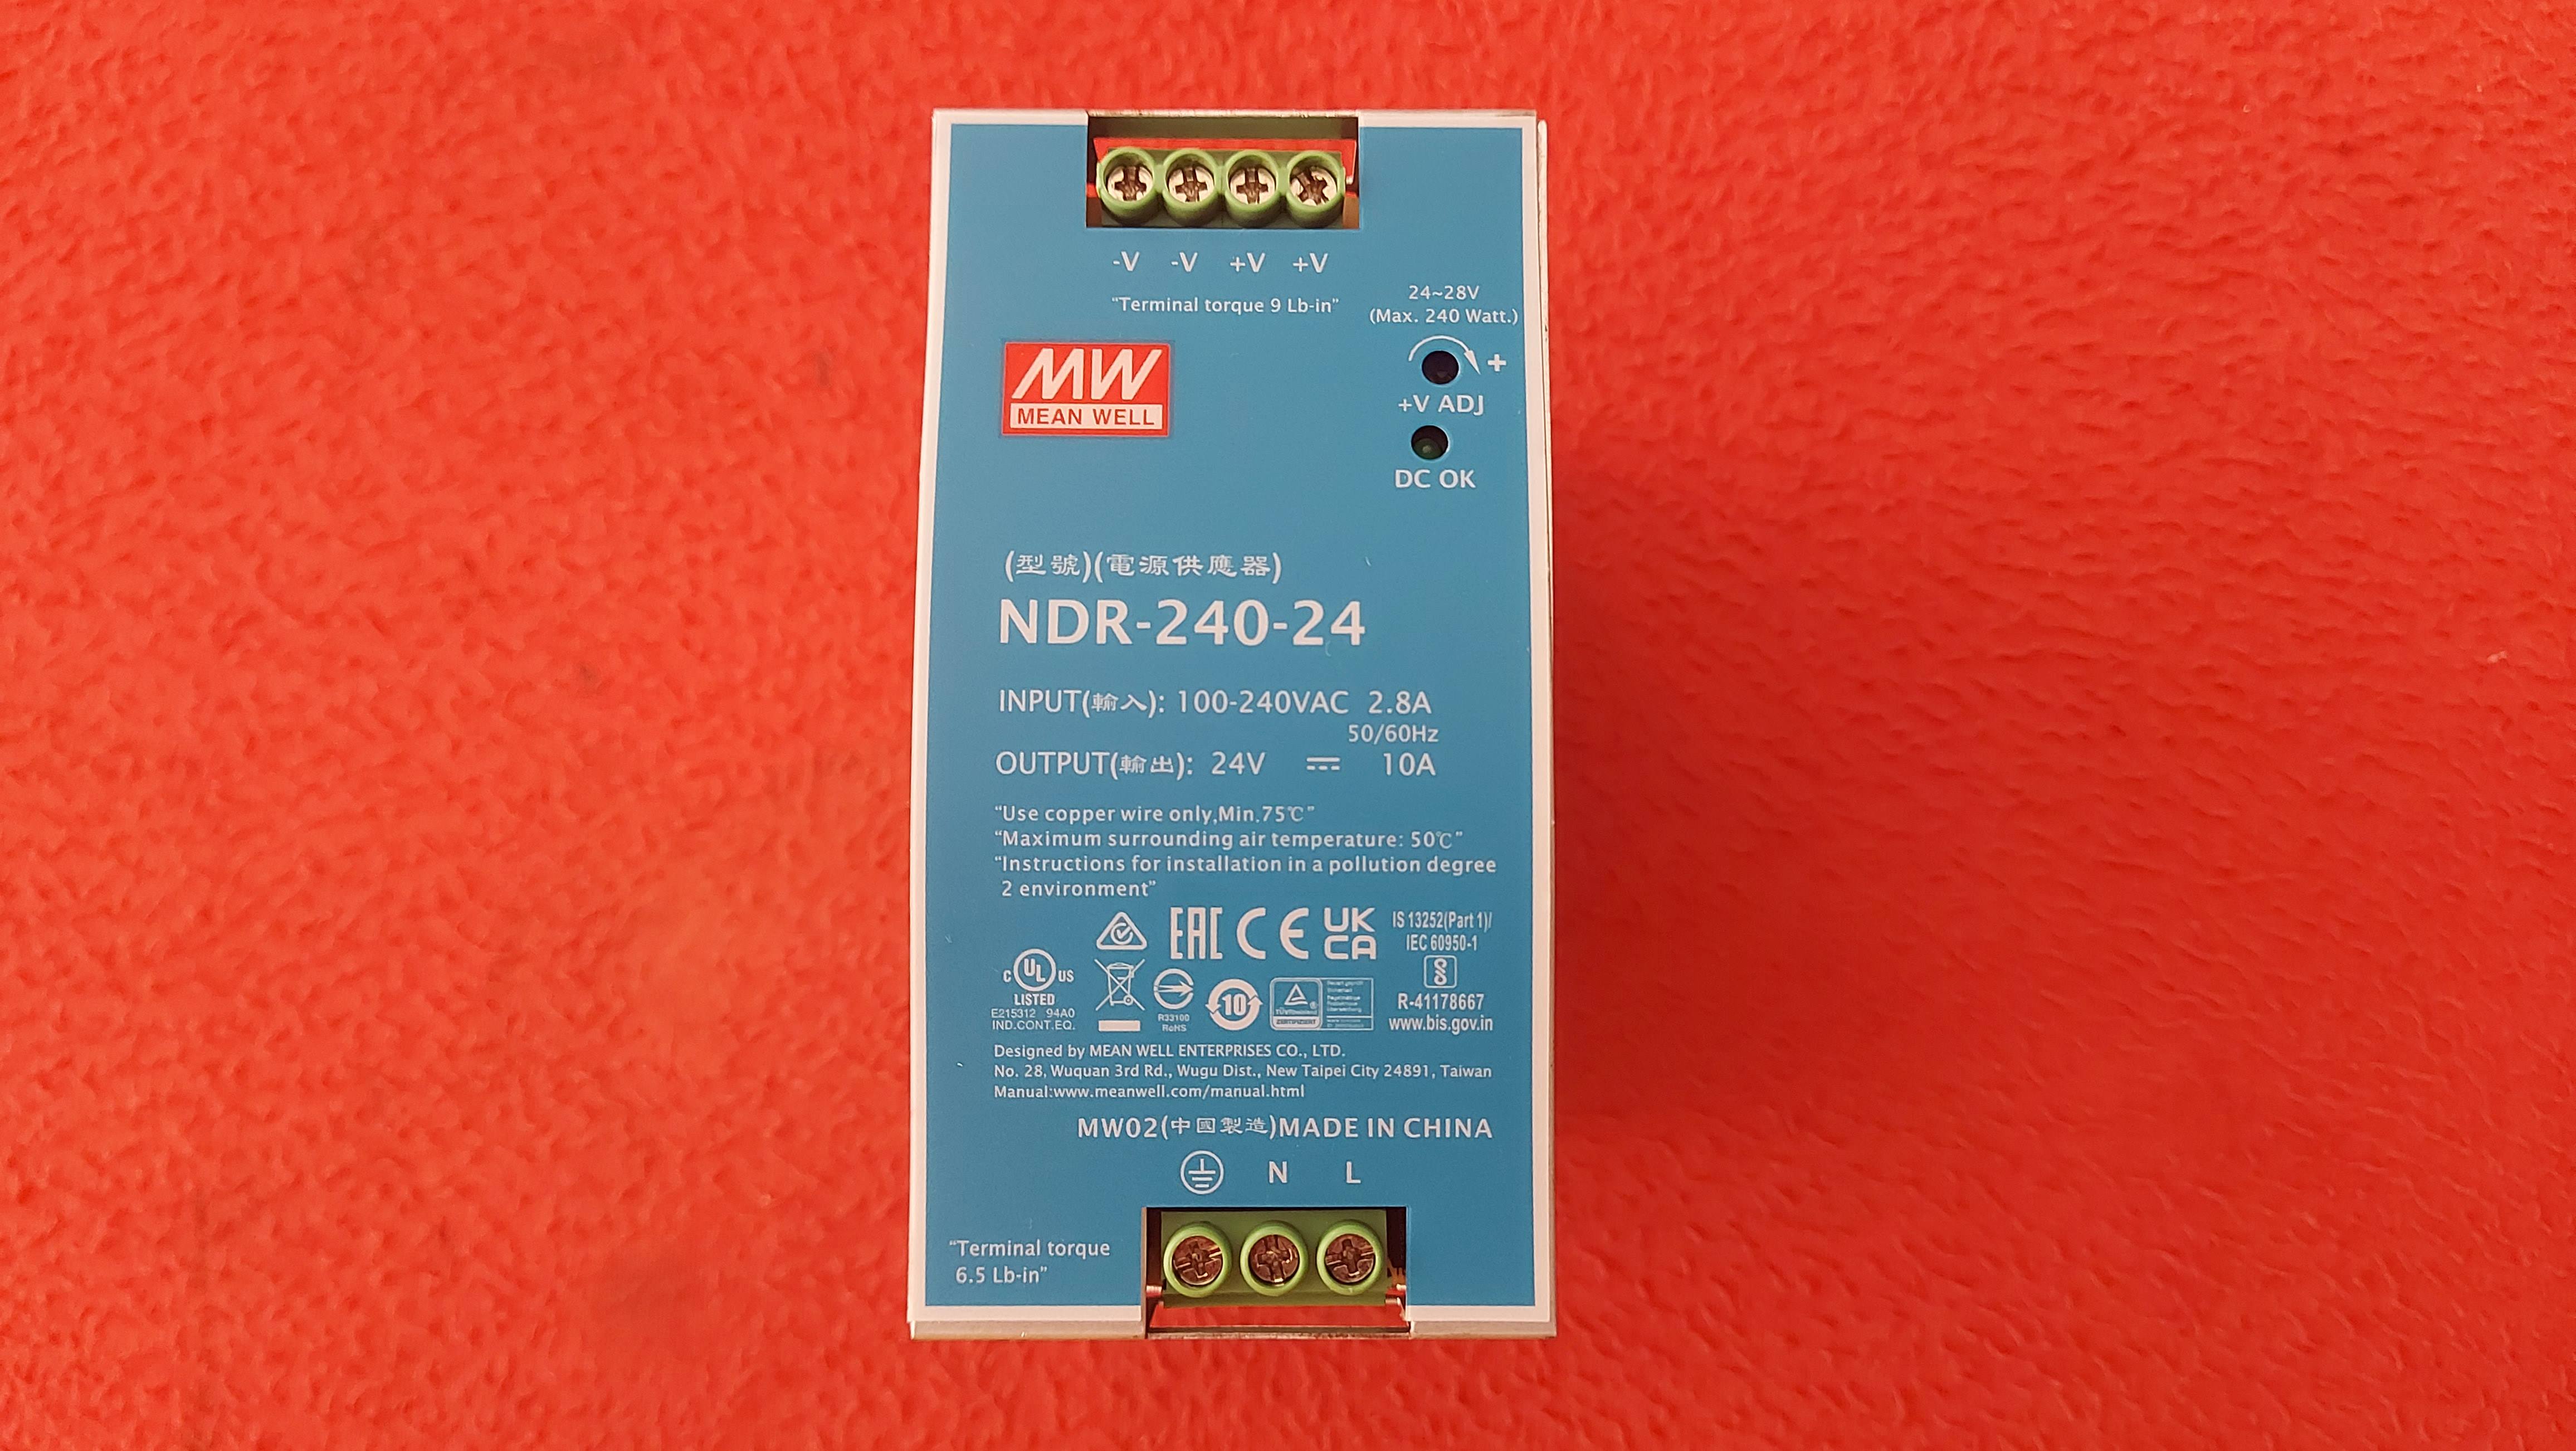 -V -V +V +V
"Terminal torque 9 Lb-in"
24~28V
(Max. 240 Watt.)
+
+V ADJ
DC OK
MW
MEAN WELL
(型號)(電源供應器)
NDR-240-24
INPUT(輸入): 100-240VAC 2.8A
50/60Hz
OUTPUT(輸出): 24V 10A
"Use copper wire only,Min.75℃"
"Maximum surrounding air temperature: 50℃"
"Instructions for installation in a pollution degree
2 environment"
EAC CE UK
CA
IS 13252(Part 1)/
IEC 60950-1
R-41178667
www.bis.gov.in
c UL US
LISTED
E215312 94A0
IND.CONT.EQ.
R33100
RoHS
10
Designed by MEAN WELL ENTERPRISES CO., LTD.
No. 28, Wuquan 3rd Rd., Wugu Dist., New Taipei City 24891, Taiwan
Manual:www.meanwell.com/manual.html
MW02(中國製造)MADE IN CHINA
N L
"Terminal torque
6.5 Lb-in"